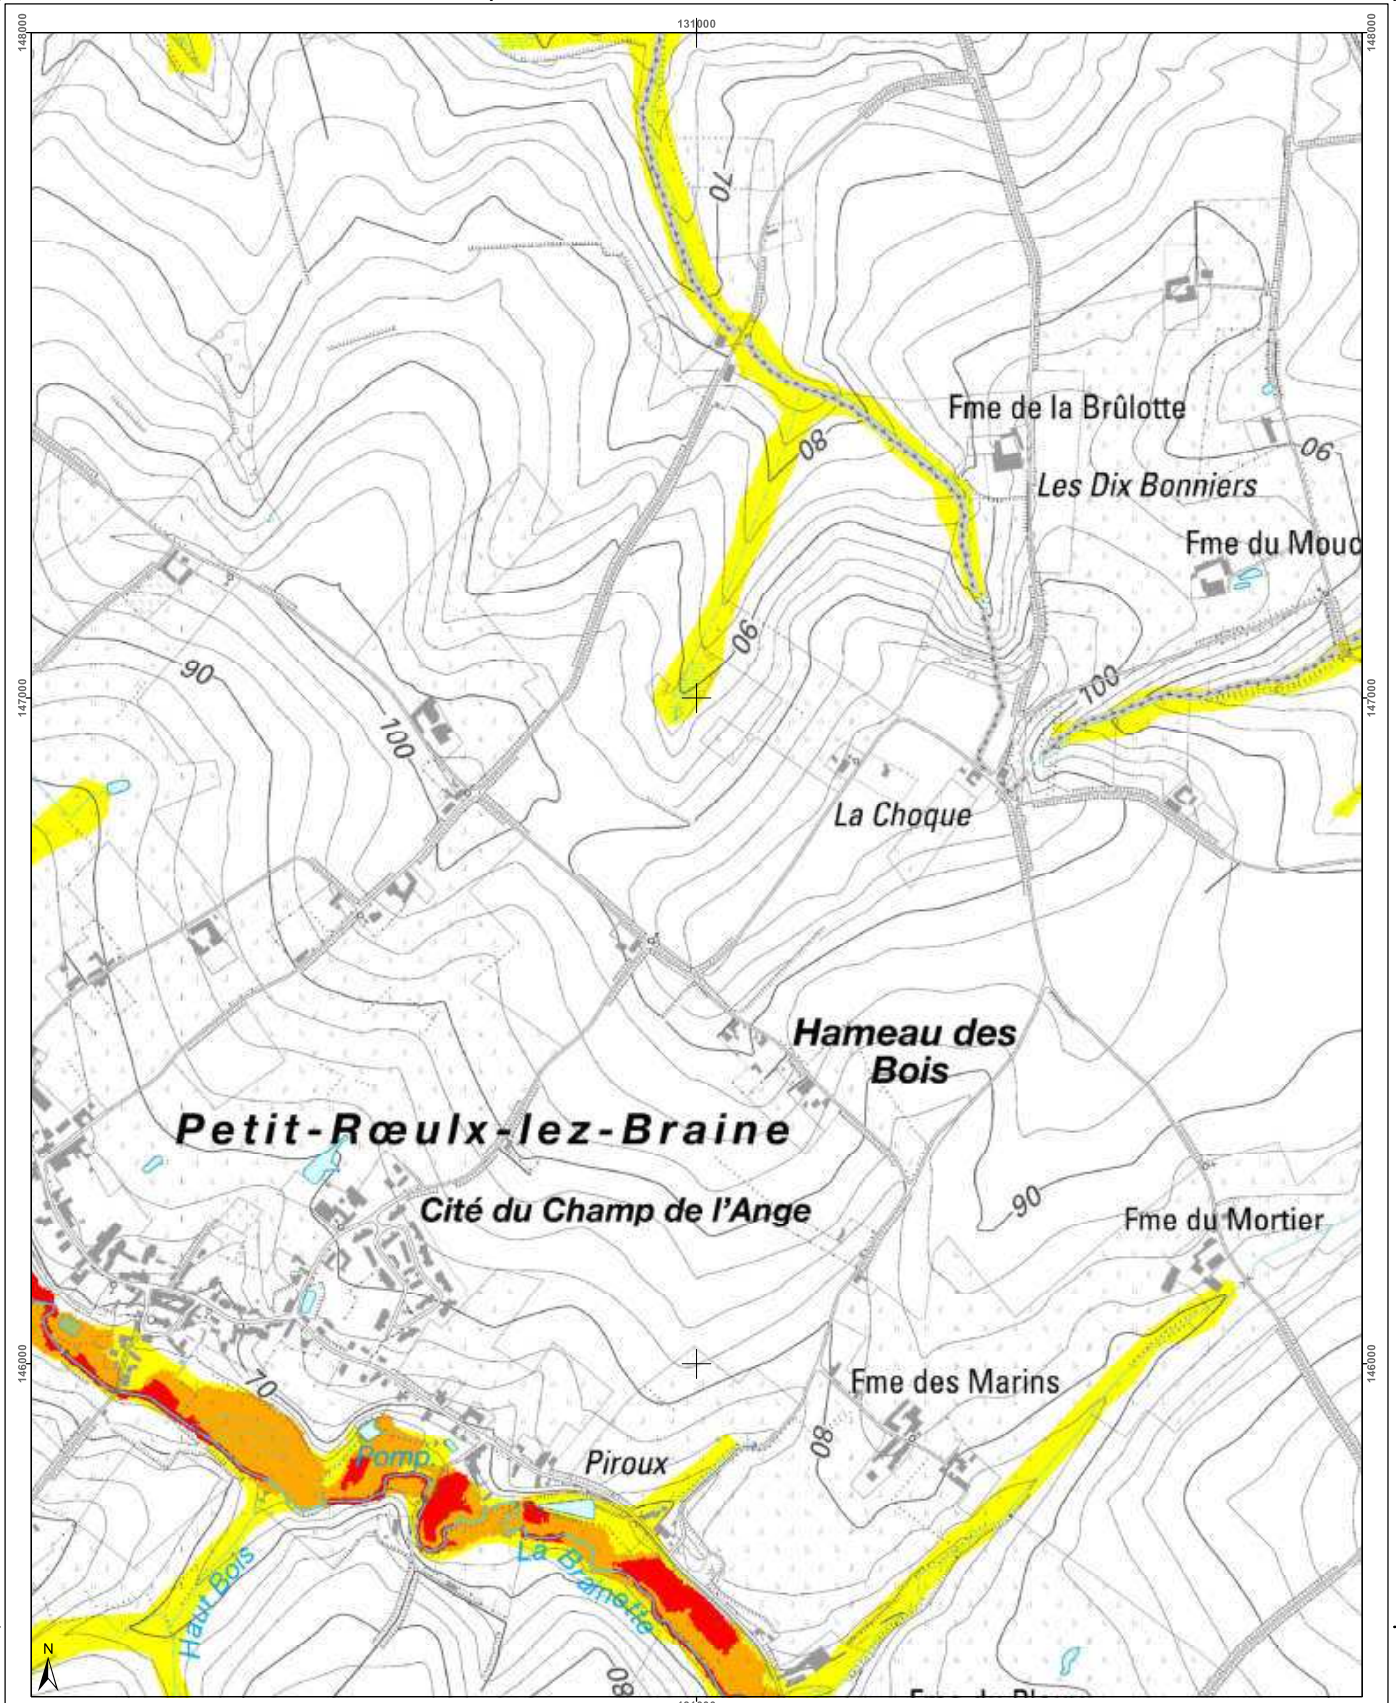 131000
148000
148000
70
Fme de la Brûlotte
80
90
Les Dix Bonniers
Fme du Mouc
90
90
100
147000
147000
100
La Choque
Hameau des
Bois
Petit-Rœulx-lez-Braine
Cité du Champ de l'Ange
90
Fme du Mortier
146000
146000
70
Fme des Marins
80
Pomp.
Piroux
La Bramette
Haut Bois
N
80